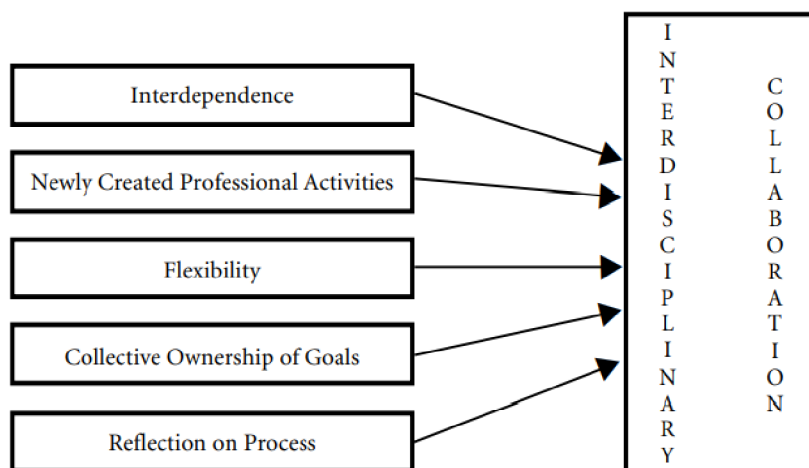 Interdependence
Newly Created Professional Activities
Flexibility
Collective Ownership of Goals
Reflection on Process
INTERDISCIPLINARY
COLLABORATION